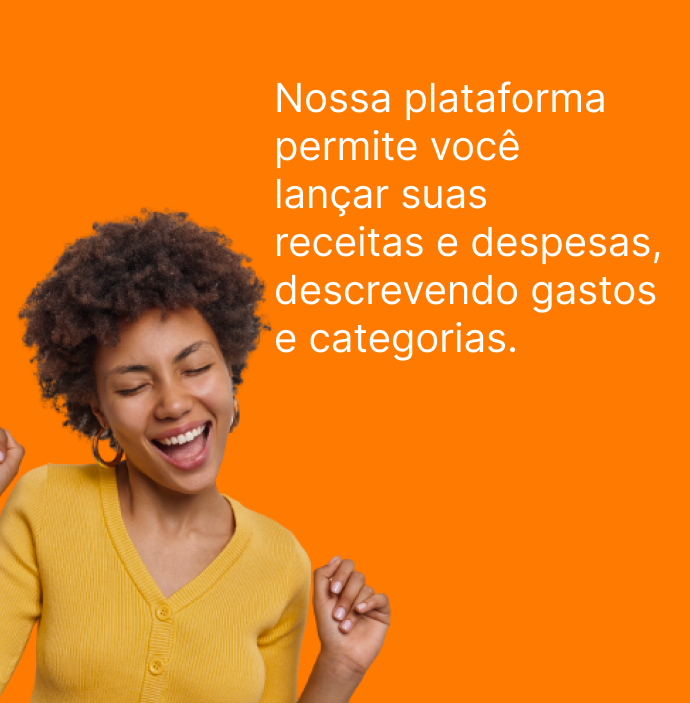 Nossa plataforma
permite você
lançar suas
receitas e despesas,
descrevendo gastos
e categorias.